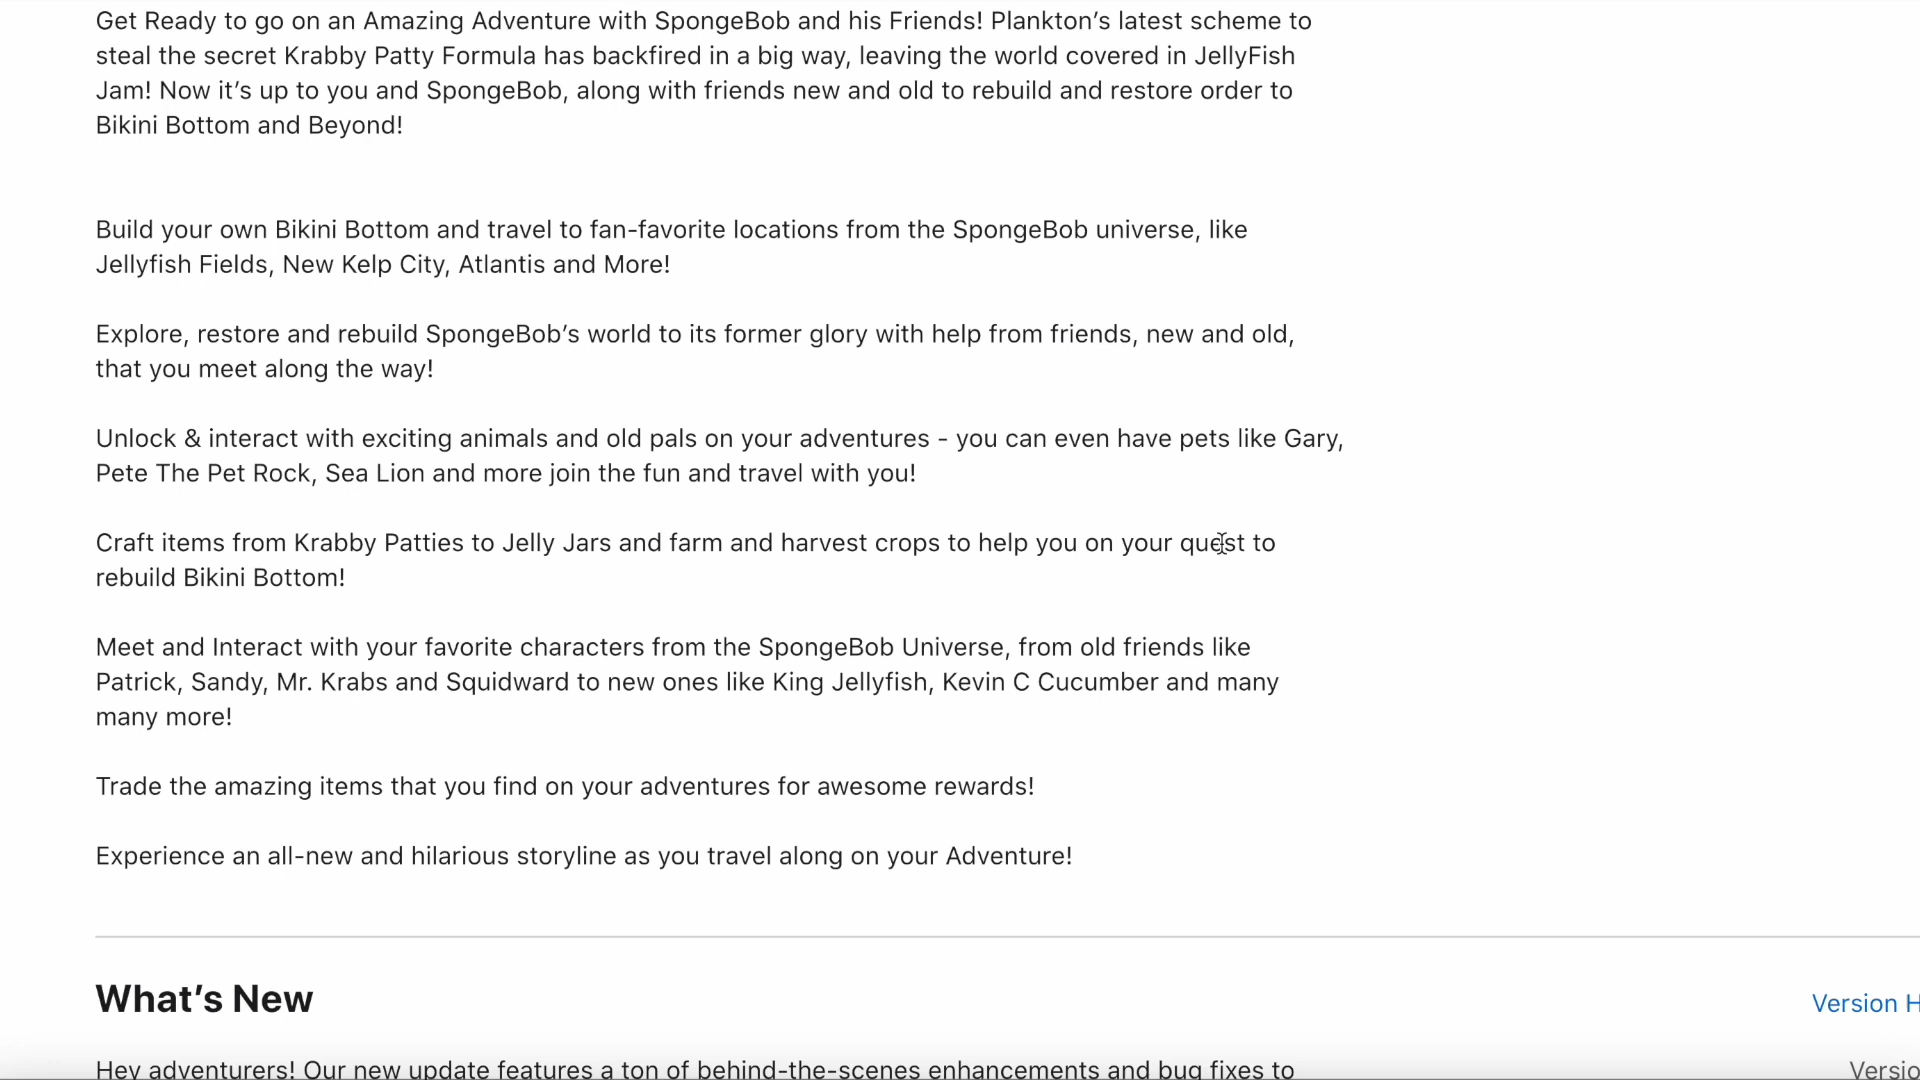 Get Ready to go on an Amazing Adventure with SpongeBob and his Friends! Plankton’s latest scheme to
steal the secret Krabby Patty Formula has backfired in a big way, leaving the world covered in JellyFish
Jam! Now it’s up to you and SpongeBob, along with friends new and old to rebuild and restore order to
Bikini Bottom and Beyond!
Build your own Bikini Bottom and travel to fan-favorite locations from the SpongeBob universe, like
Jellyfish Fields, New Kelp City, Atlantis and More!
Explore, restore and rebuild SpongeBob’s world to its former glory with help from friends, new and old,
that you meet along the way!
Unlock & interact with exciting animals and old pals on your adventures - you can even have pets like Gary,
Pete The Pet Rock, Sea Lion and more join the fun and travel with you!
Craft items from Krabby Patties to Jelly Jars and farm and harvest crops to help you on your quest to
rebuild Bikini Bottom!
Meet and Interact with your favorite characters from the SpongeBob Universe, from old friends like
Patrick, Sandy, Mr. Krabs and Squidward to new ones like King Jellyfish, Kevin C Cucumber and many
many more!
Trade the amazing items that you find on your adventures for awesome rewards!
Experience an all-new and hilarious storyline as you travel along on your Adventure!
What’s New
Version H
Hey adventurers! Our new update features a ton of behind-the-scenes enhancements and bug fixes to
Versio